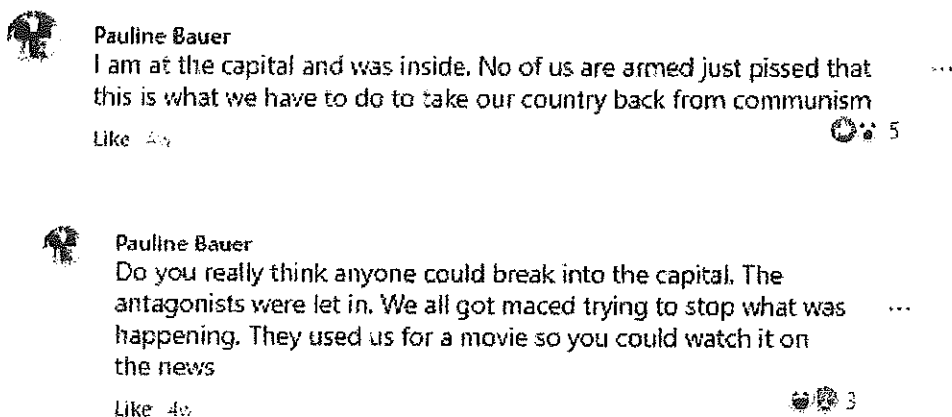 Pauline Bauer
I am at the capital and was inside. No of us are armed just pissed that
this is what we have to do to take our country back from communism
Like
5
Pauline Bauer
Do you really think anyone could break into the capital. The
antagonists were let in. We all got maced trying to stop what was
happening. They used us for a movie so you could watch it on
the news
Like
3